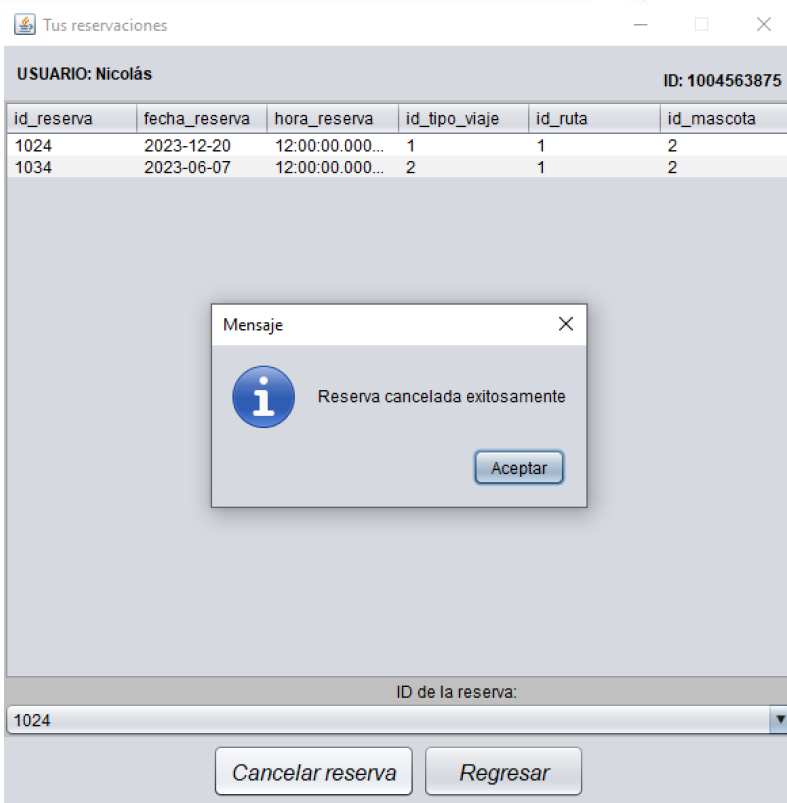 Tus reservaciones
USUARIO: Nicolás
ID: 1004563875
id_reserva fecha_reserva hora_reserva id_tipo_viaje id_ruta id_mascota
1024 2023-12-20 12:00:00.000... 1 1 2
1034 2023-06-07 12:00:00.000... 2 1 2
Mensaje
Reserva cancelada exitosamente
Aceptar
ID de la reserva:
1024
Cancelar reserva Regresar